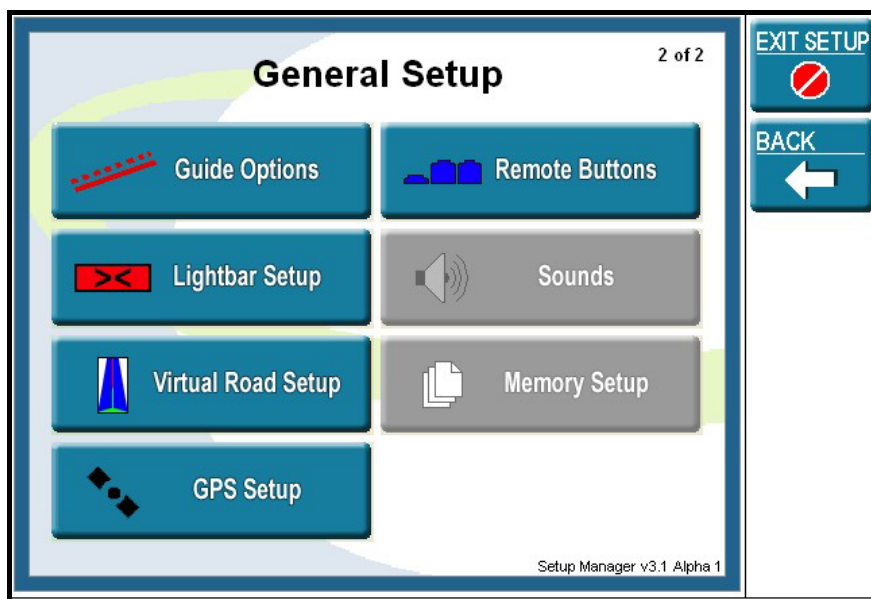 General Setup
2 of 2
EXIT SETUP
BACK
Guide Options
Remote Buttons
Lightbar Setup
Sounds
Virtual Road Setup
Memory Setup
GPS Setup
Setup Manager v3.1 Alpha 1